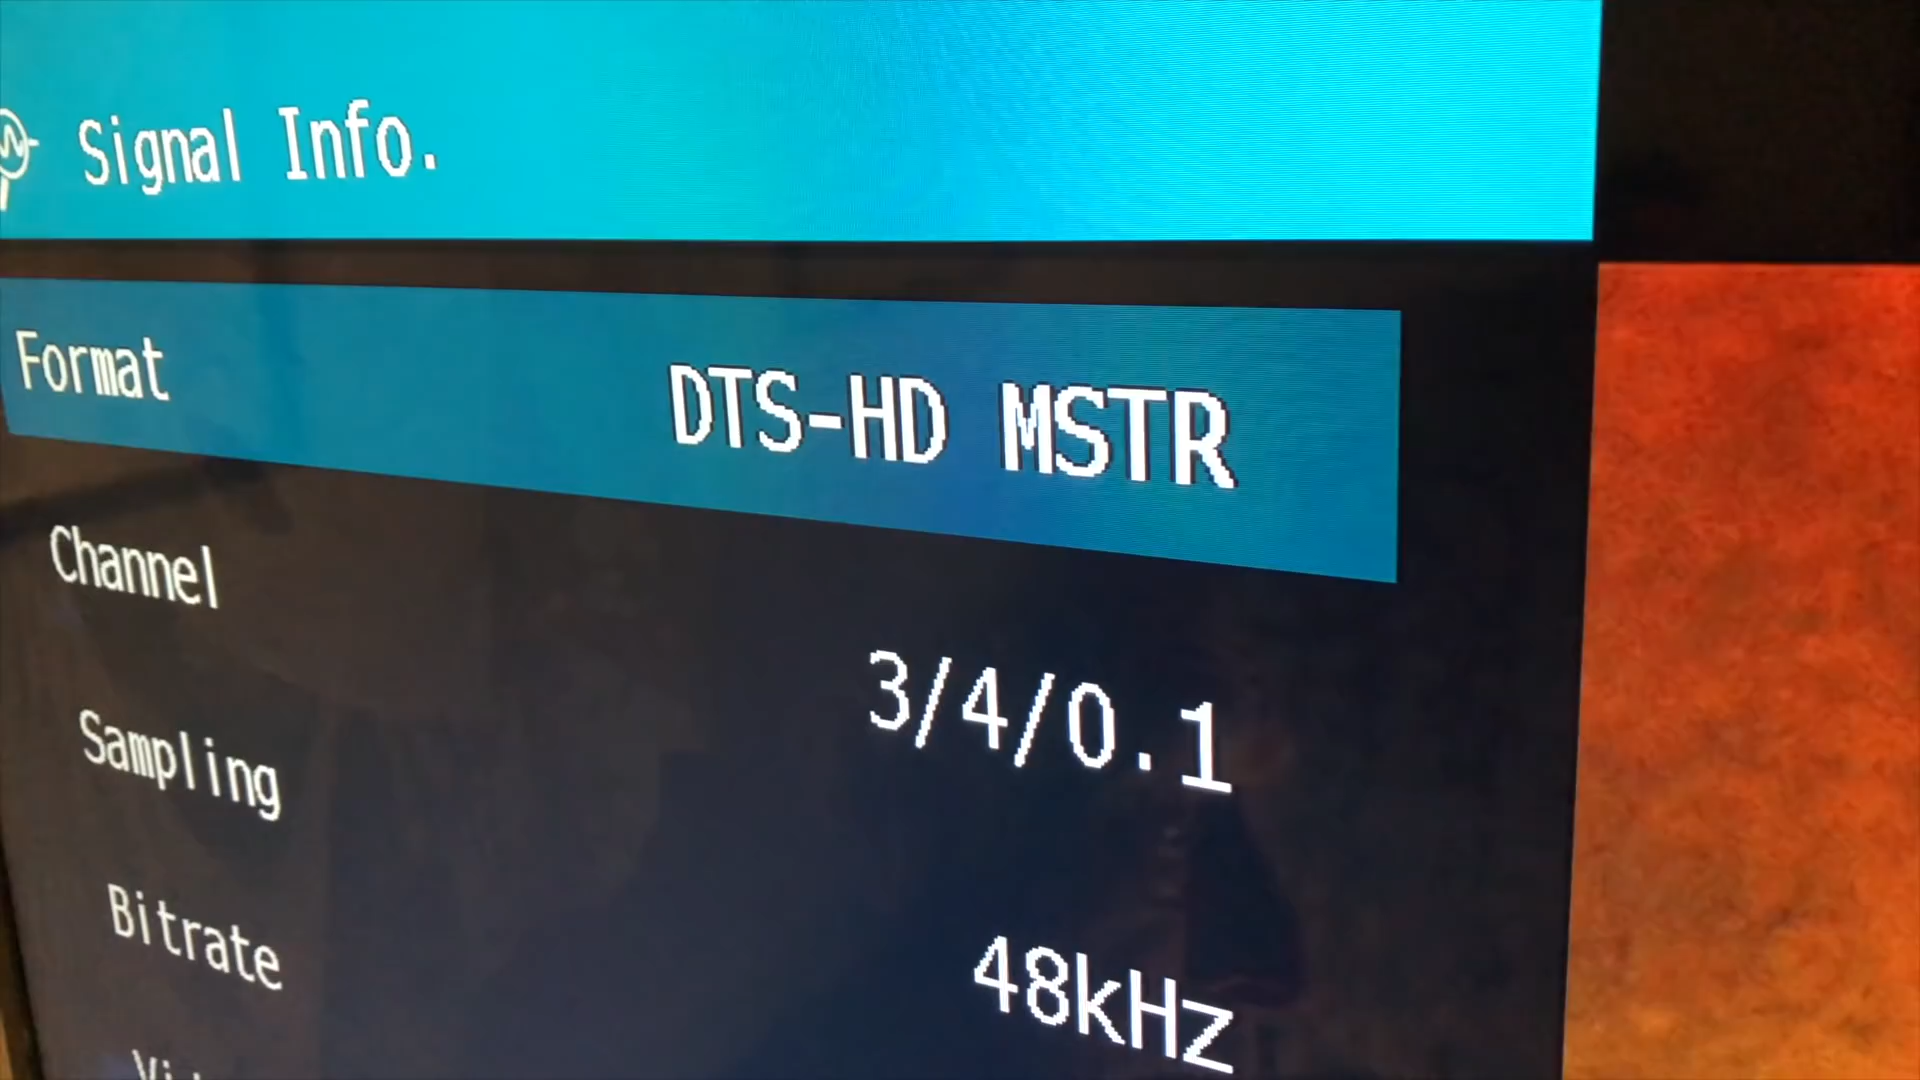 Signal Info.
Format DTS-HD MSTR
Channel 3/4/0.1
Sampling 48kHz
Bitrate